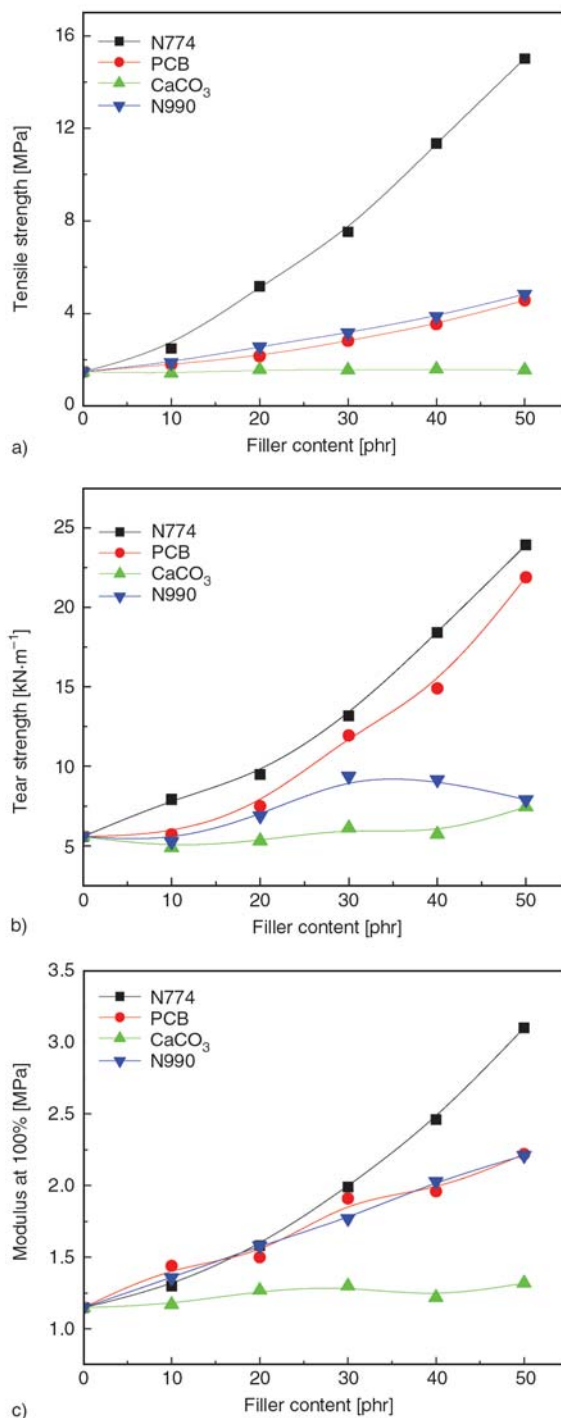 16
12
8
4
0
Tensile strength [MPa]
N774
PCB
CaCO₃
N990
0 10 20 30 40 50
Filler content [phr]
a)
25
20
15
10
5
Tear strength [kN·m⁻¹]
N774
PCB
CaCO₃
N990
0 10 20 30 40 50
Filler content [phr]
b)
3.5
3.0
2.5
2.0
1.5
1.0
Modulus at 100% [MPa]
N774
PCB
CaCO₃
N990
0 10 20 30 40 50
Filler content [phr]
c)